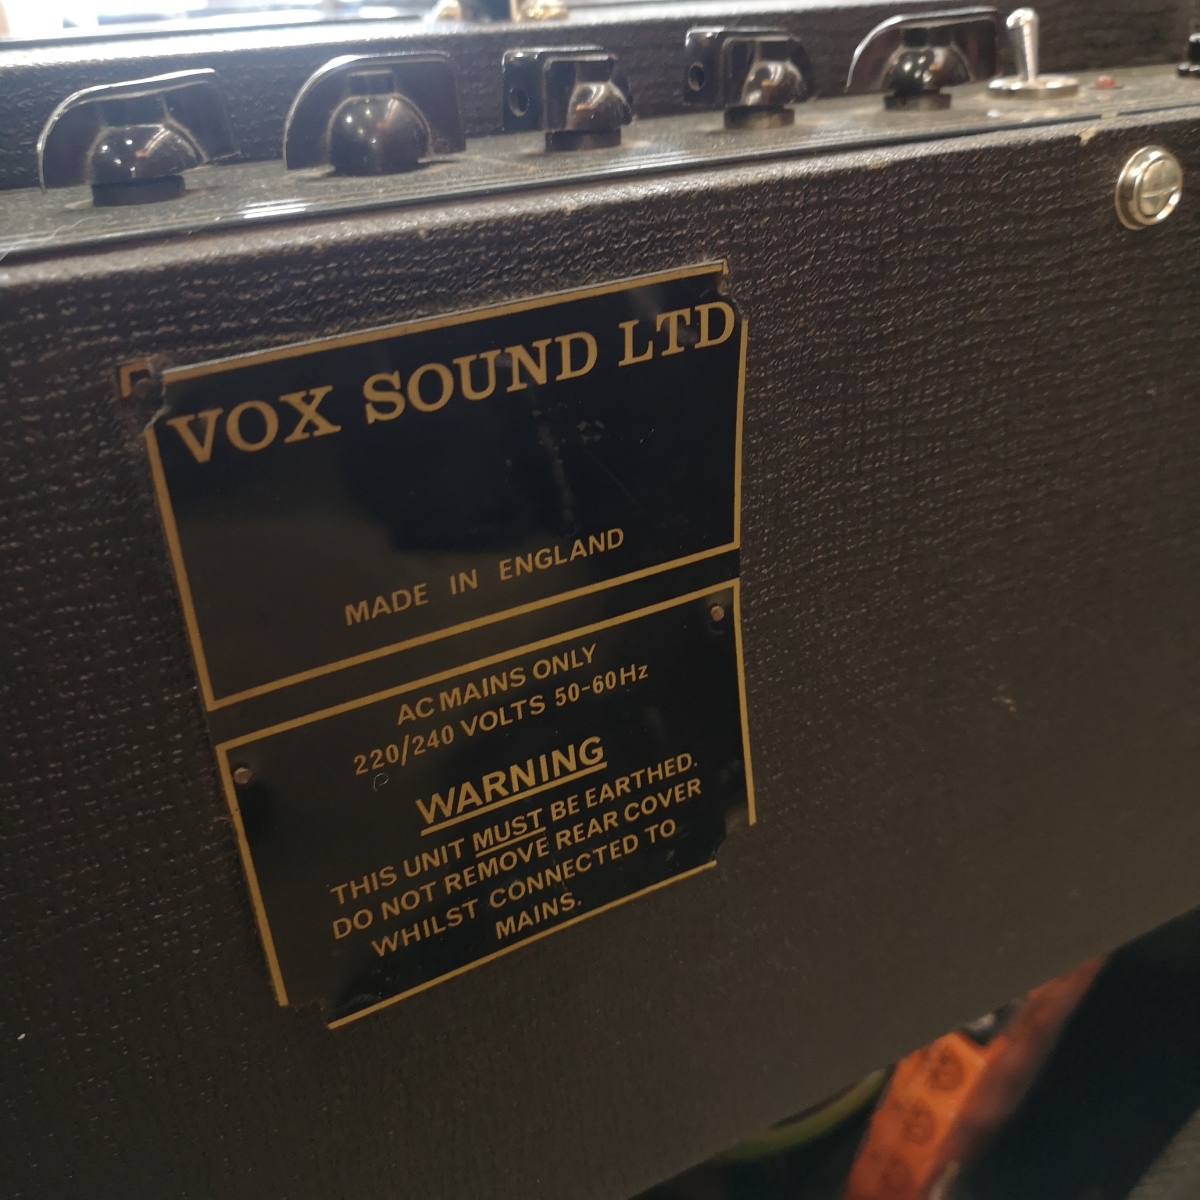 VOX SOUND LTD
MADE IN ENGLAND
AC MAINS ONLY
220/240 VOLTS 50-60Hz
WARNING
THIS UNIT MUST BE EARTHED.
DO NOT REMOVE REAR COVER
WHILST CONNECTED TO
MAINS.